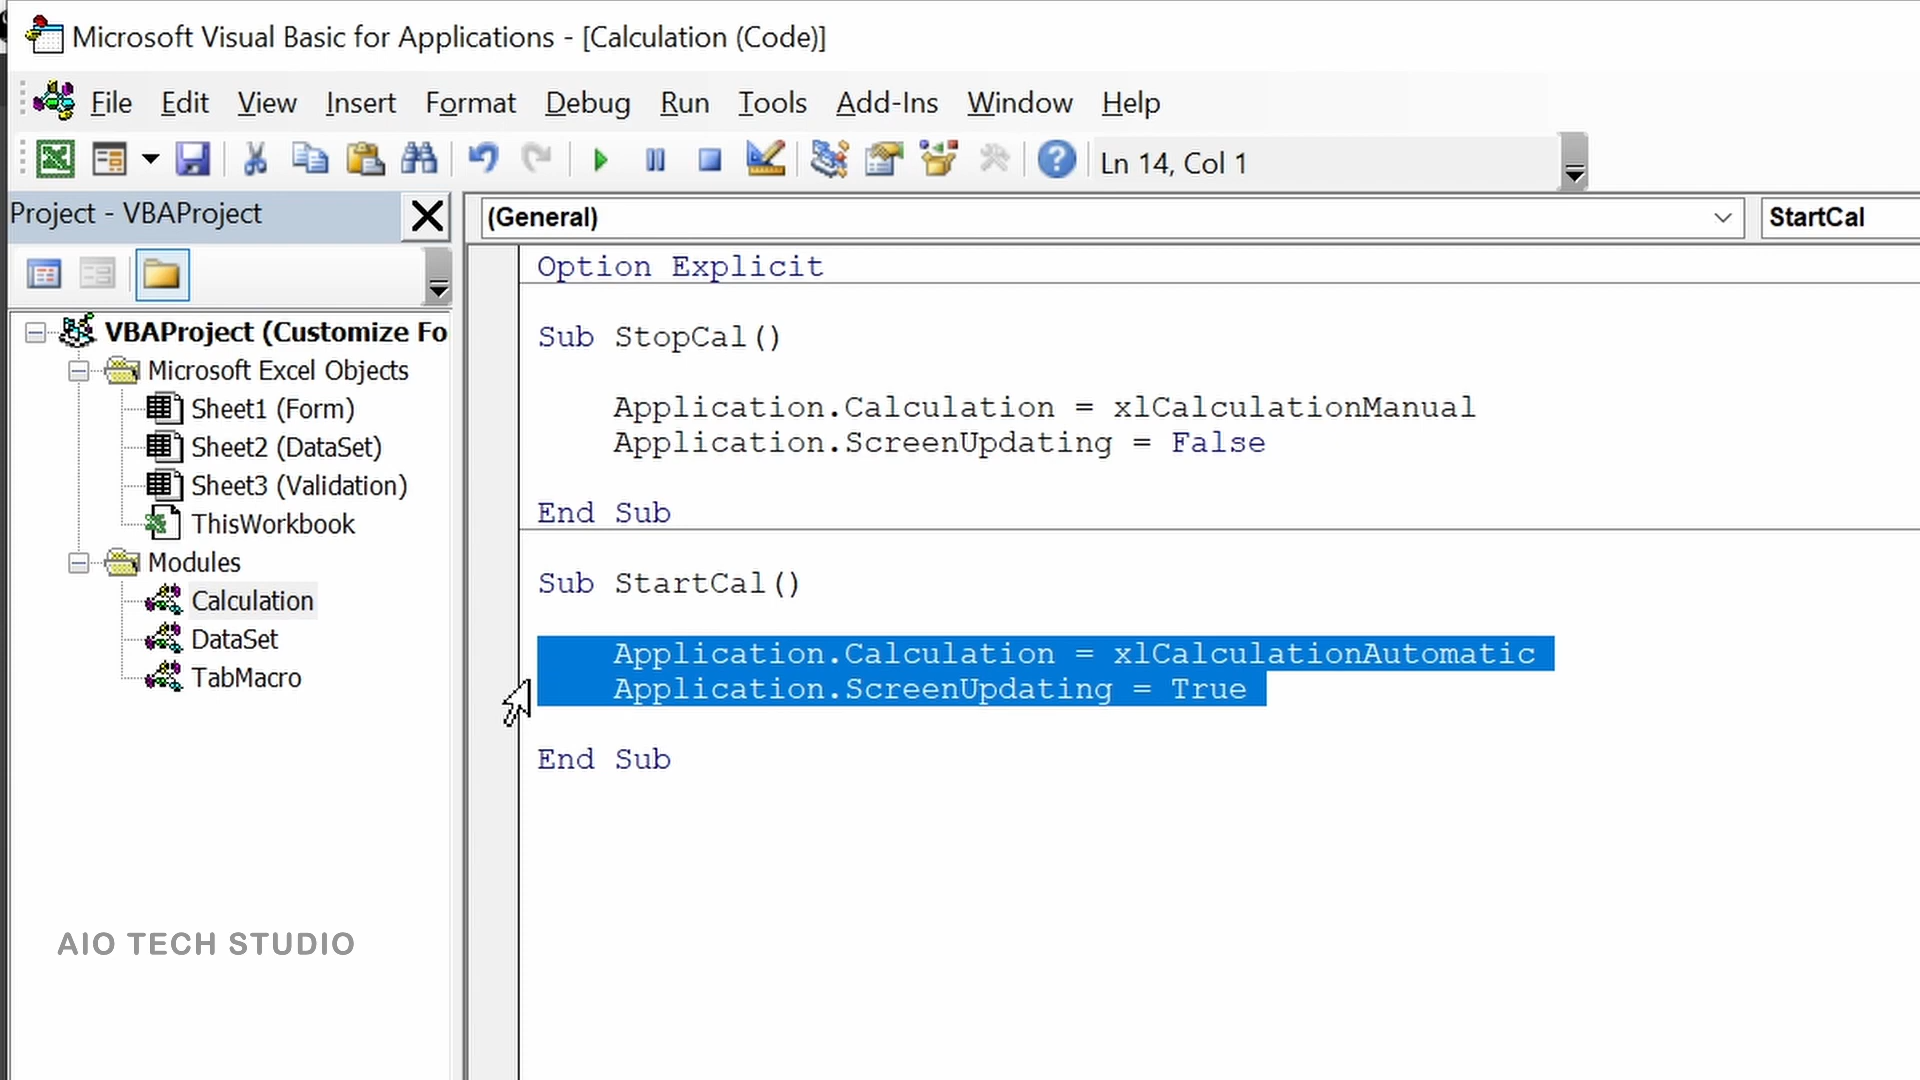 Microsoft Visual Basic for Applications - [Calculation (Code)]
File Edit View Insert Format Debug Run Tools Add-Ins Window Help
Ln 14, Col 1
Project - VBAProject
(General)
StartCal
VBAProject (Customize Fo
Microsoft Excel Objects
Sheet1 (Form)
Sheet2 (DataSet)
Sheet3 (Validation)
ThisWorkbook
Modules
Calculation
DataSet
TabMacro
AIO TECH STUDIO
Option Explicit
Sub StopCal()
Application.Calculation = xlCalculationManual
Application.ScreenUpdating = False
End Sub
Sub StartCal()
Application.Calculation = xlCalculationAutomatic
Application.ScreenUpdating = True
End Sub